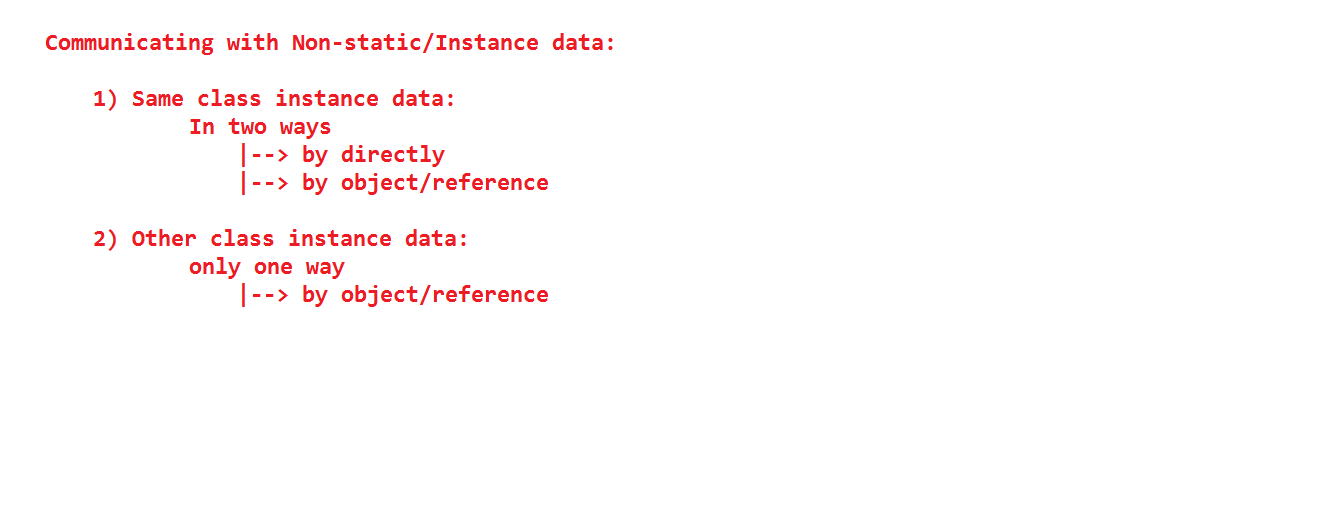 Communicating with Non-static/Instance data:
1) Same class instance data:
In two ways
|--> by directly
|--> by object/reference
2) Other class instance data:
only one way
|--> by object/reference